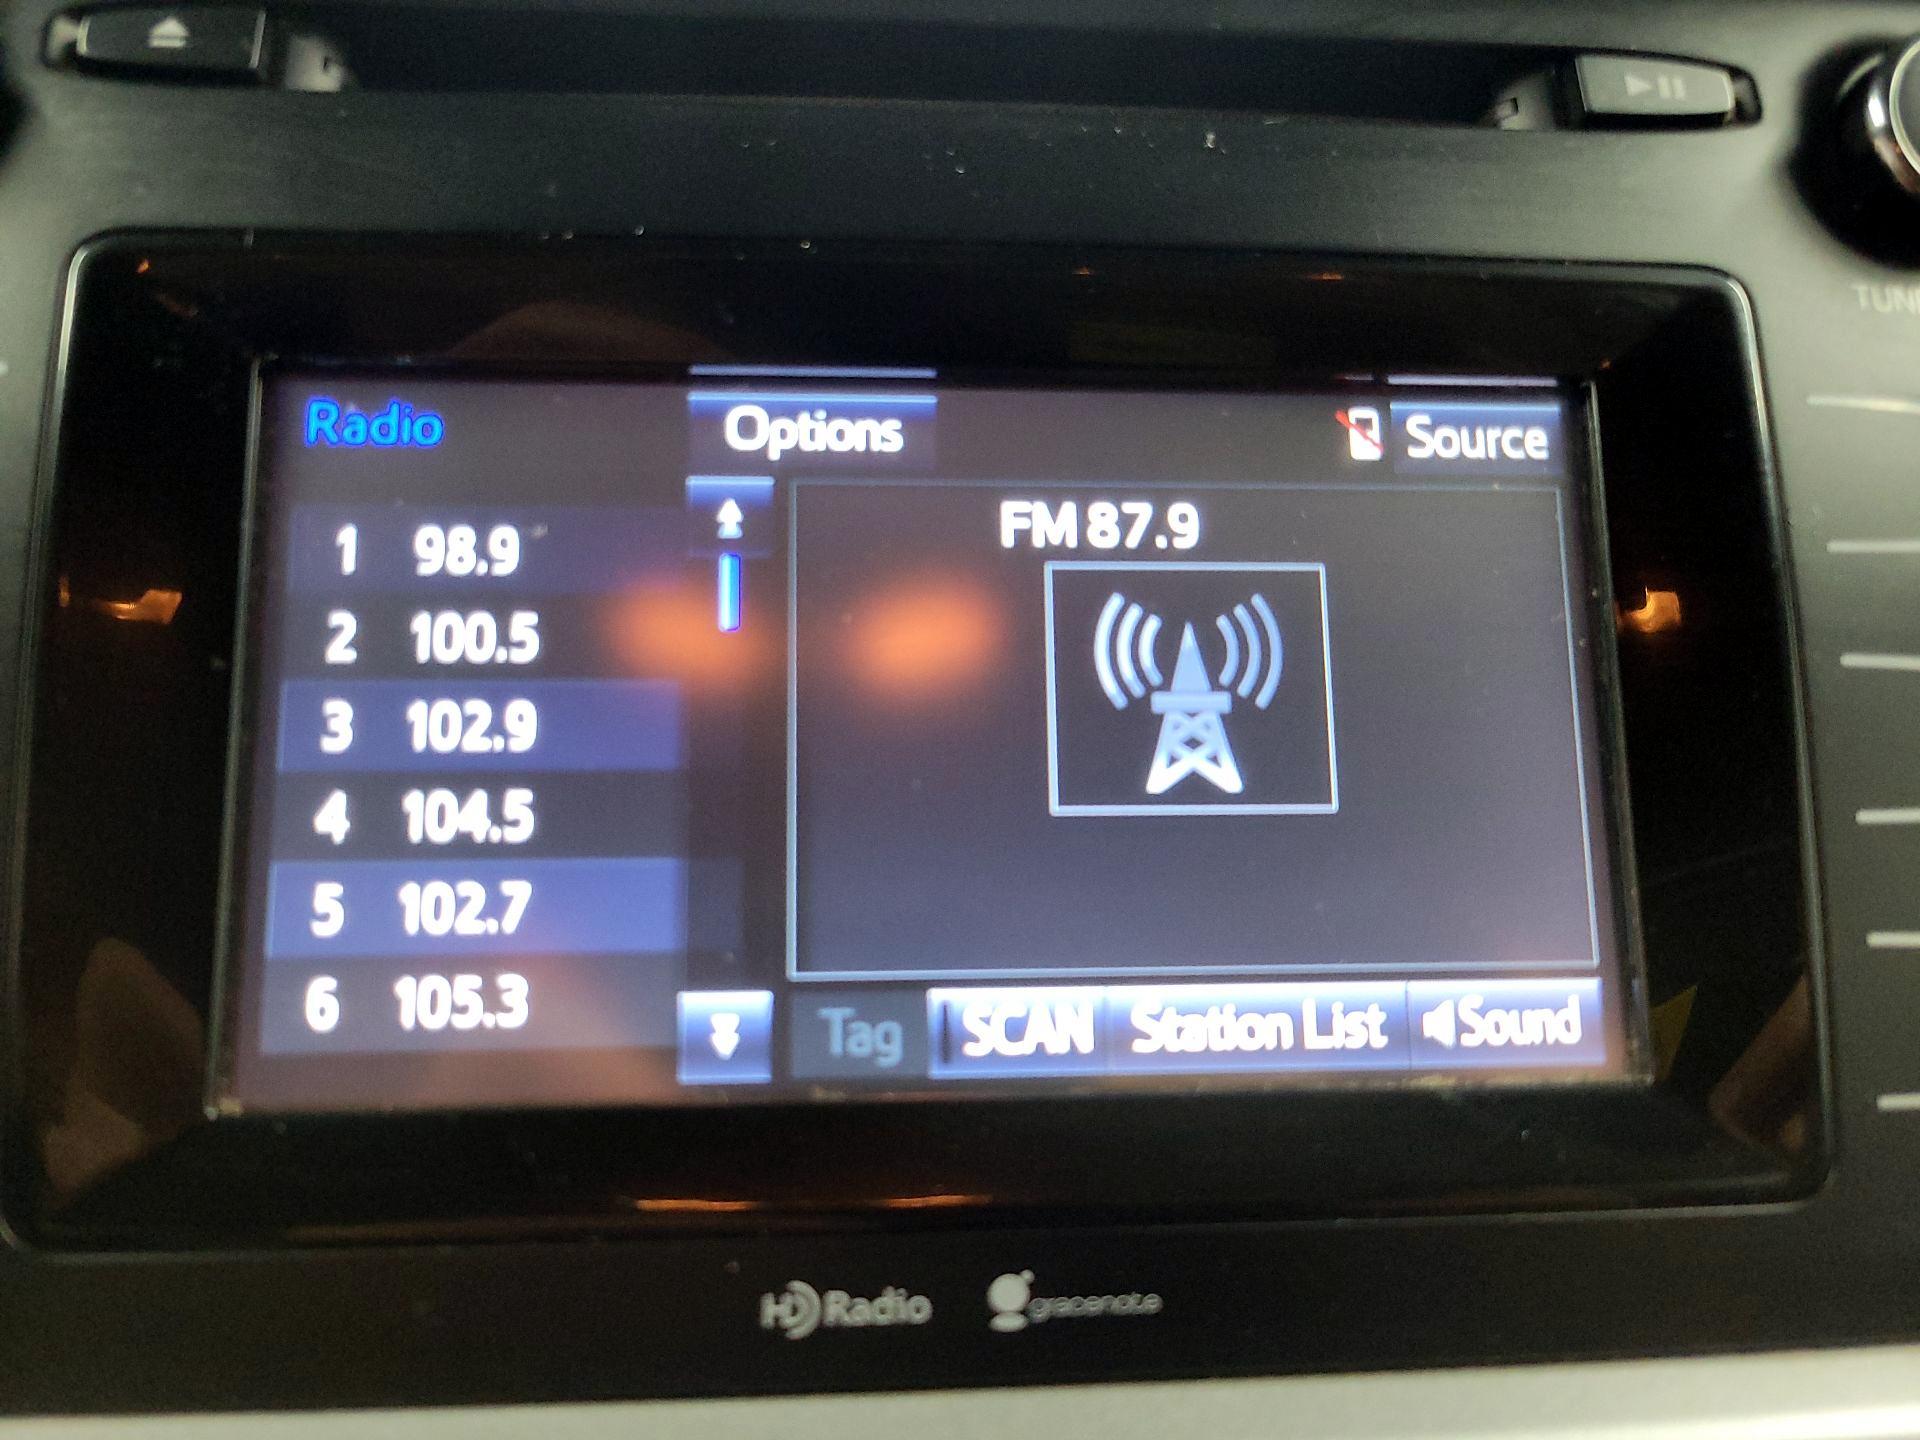 Radio
Options
Source
1 98.9
2 100.5
3 102.9
4 104.5
5 102.7
6 105.3
FM 87.9
Tag
SCAN
Station List
Sound
HD Radio
gracenote